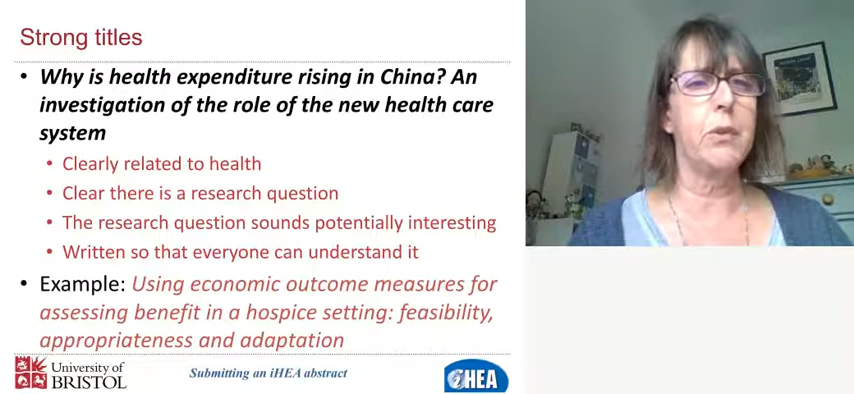 Strong titles
• Why is health expenditure rising in China? An
investigation of the role of the new health care
system
• Clearly related to health
• Clear there is a research question
• The research question sounds potentially interesting
• Written so that everyone can understand it
• Example: Using economic outcome measures for
assessing benefit in a hospice setting: feasibility,
appropriateness and adaptation
University of
BRISTOL
Submitting an iHEA abstract
iHEA